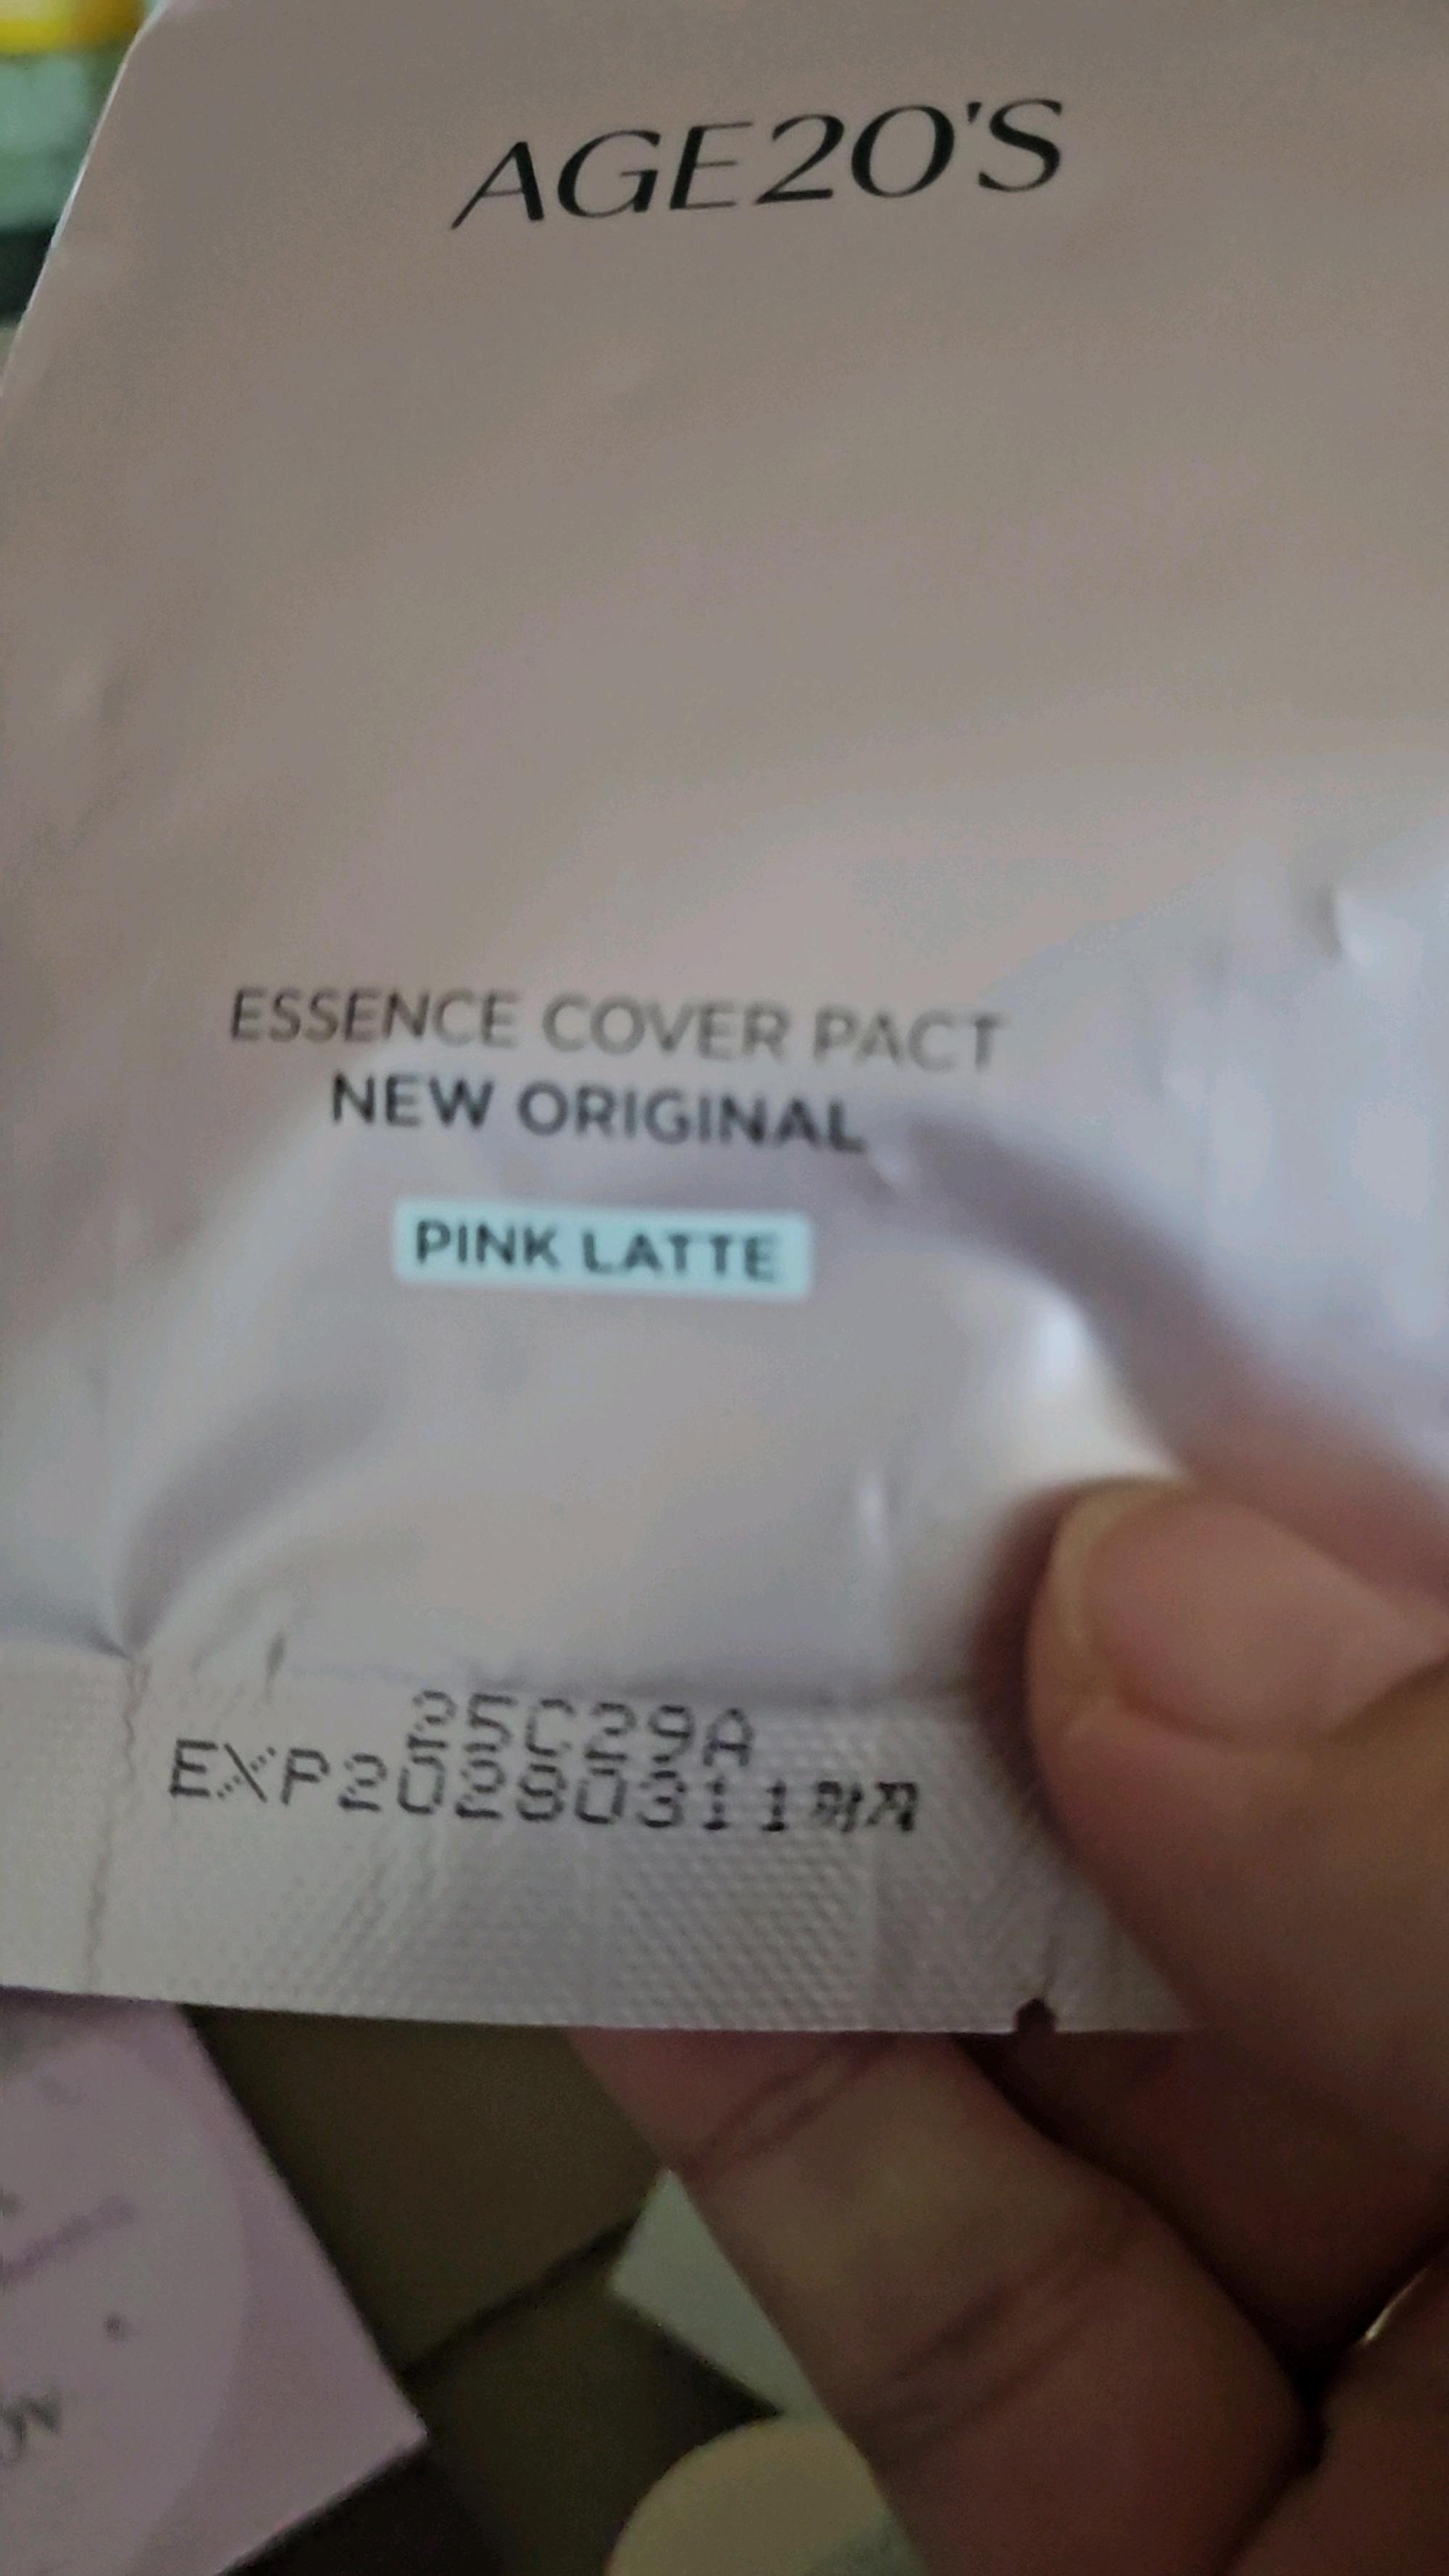 AGE20'S
ESSENCE COVER PACT
NEW ORIGINAL
PINK LATTE
25C29A
EXP20280311까지